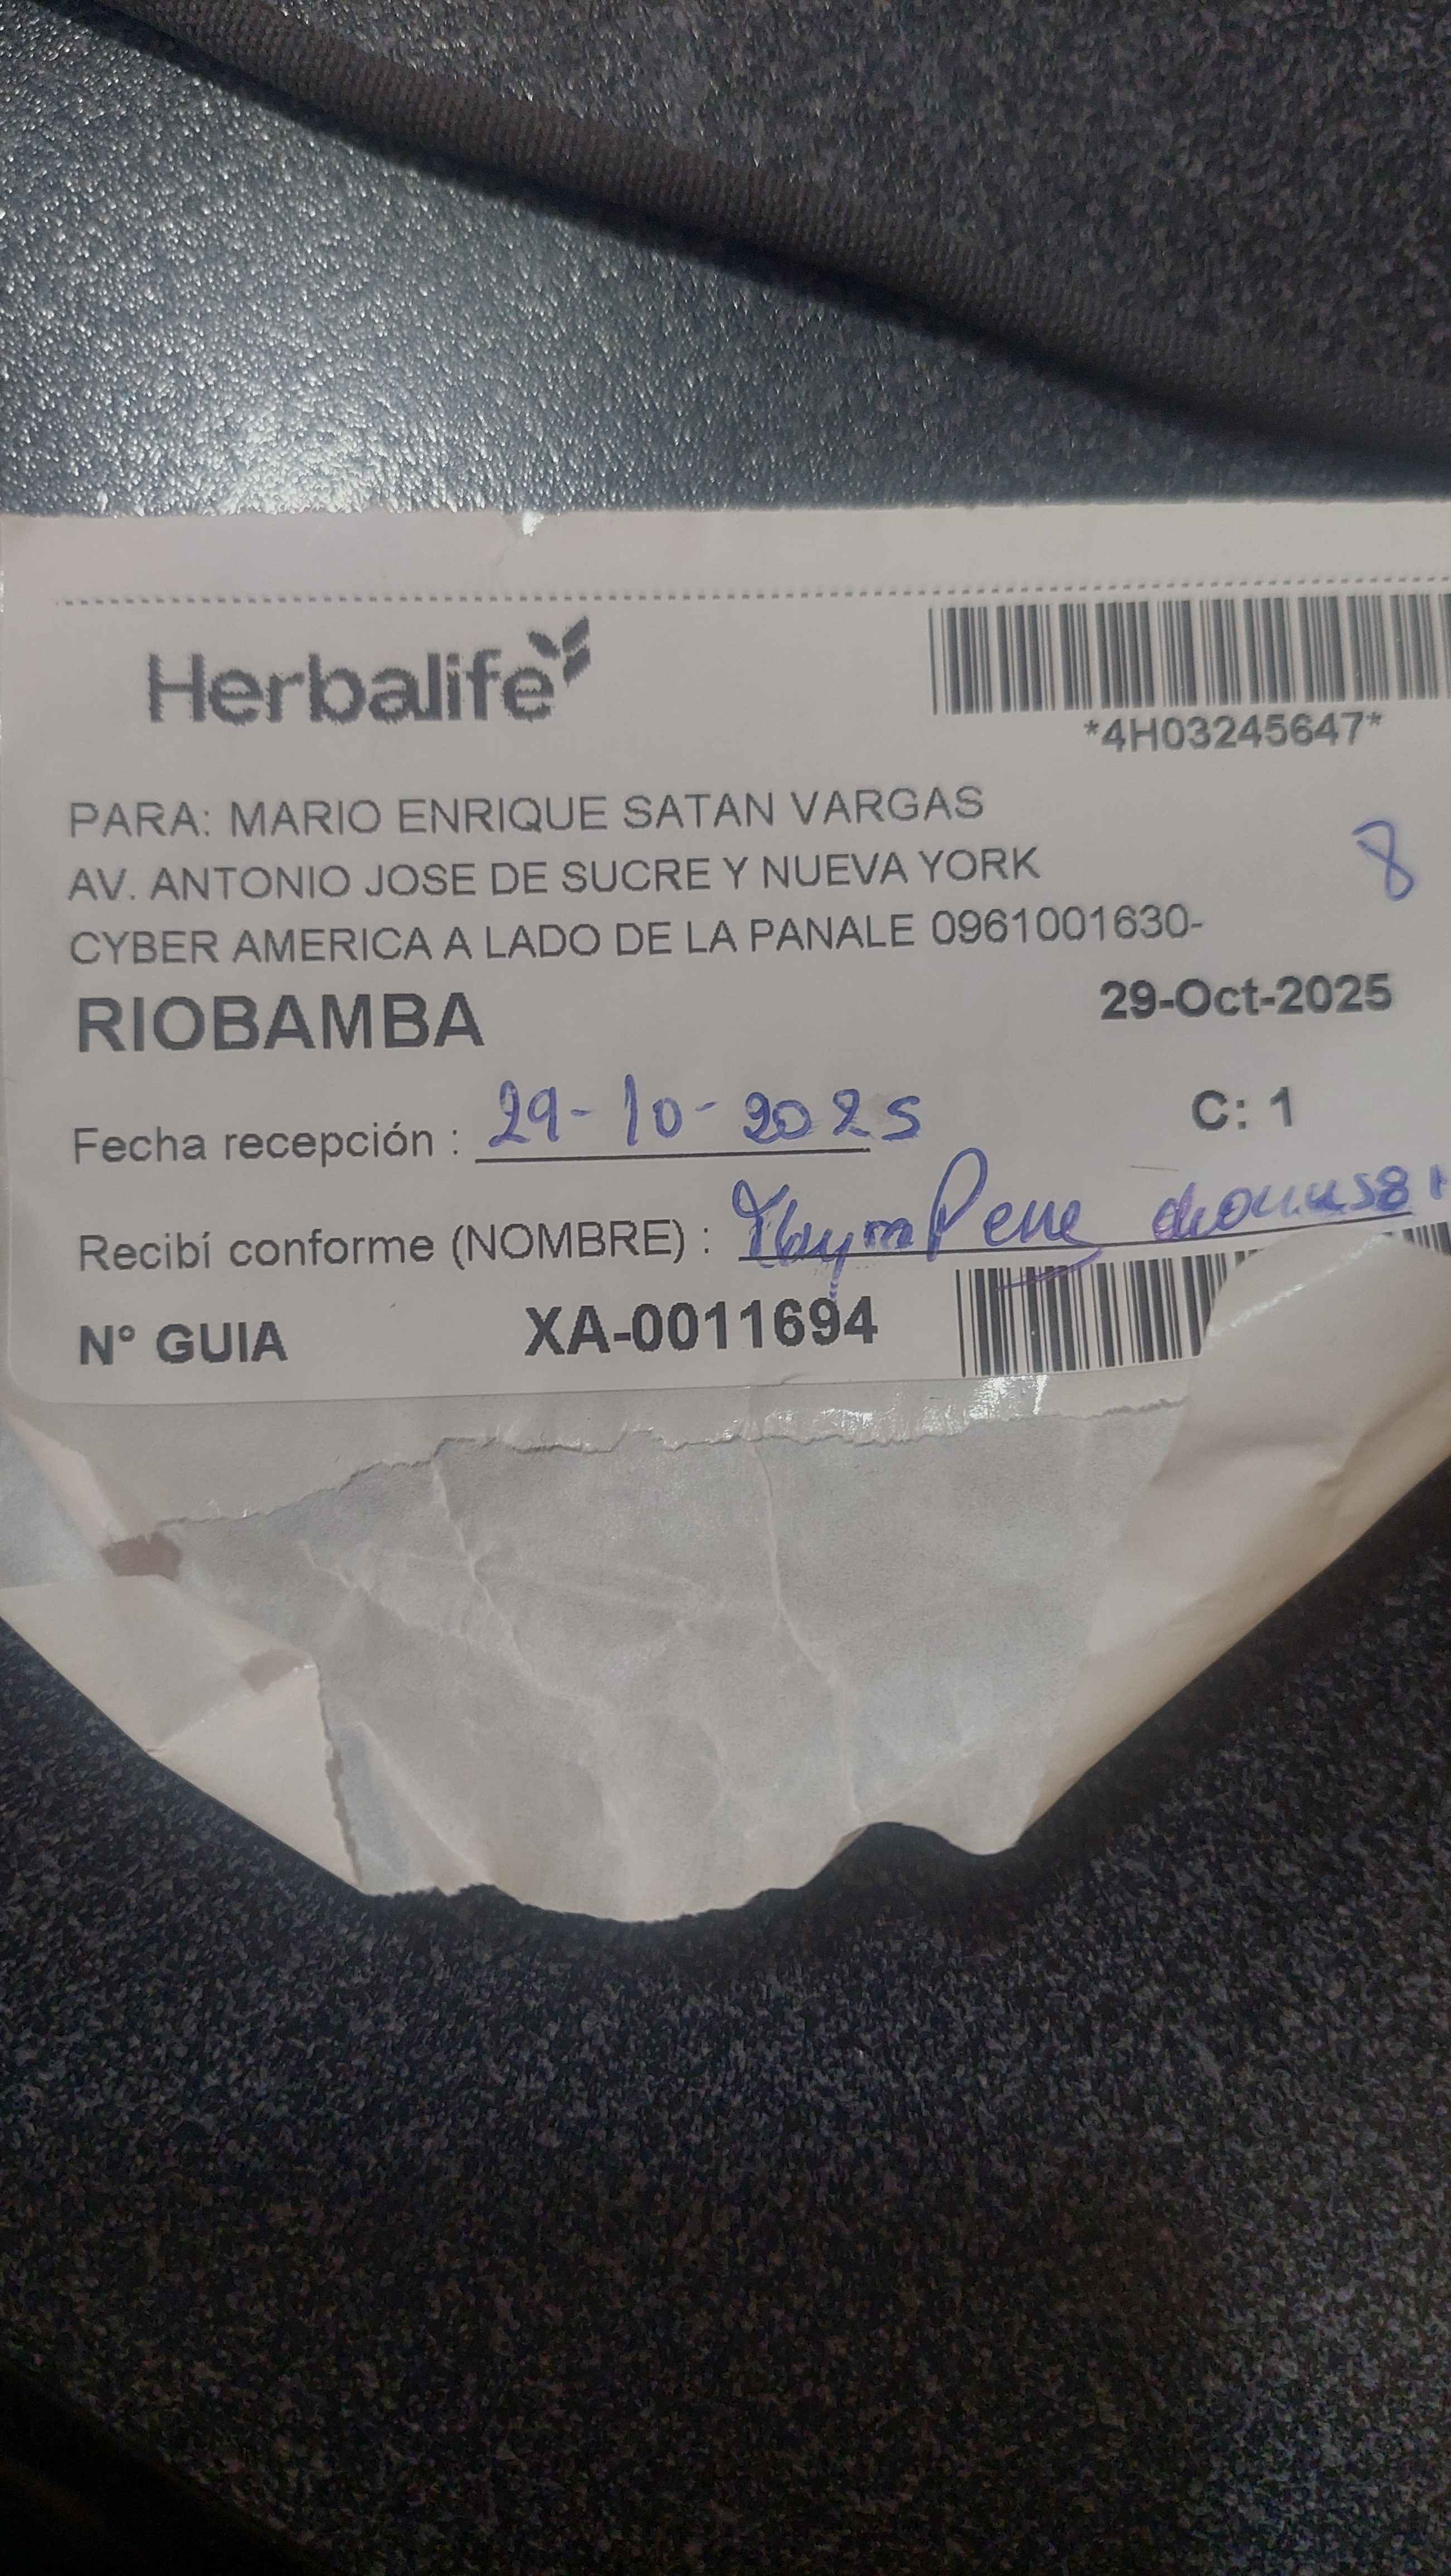 Herbalife
*4H03245647*
PARA: MARIO ENRIQUE SATAN VARGAS
8
AV. ANTONIO JOSE DE SUCRE Y NUEVA YORK
CYBER AMERICA A LADO DE LA PANALE 0961001630-
RIOBAMBA 29-Oct-2025
Fecha recepción : 29-10-2025 C: 1
Recibí conforme (NOMBRE) :
N° GUIA XA-0011694